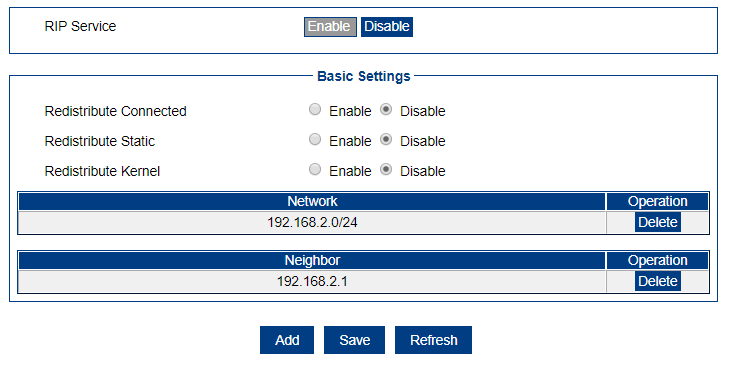 RIP Service Enable Disable
Basic Settings
Redistribute Connected Enable Disable
Redistribute Static Enable Disable
Redistribute Kernel Enable Disable
Network Operation
192.168.2.0/24 Delete
Neighbor Operation
192.168.2.1 Delete
Add Save Refresh